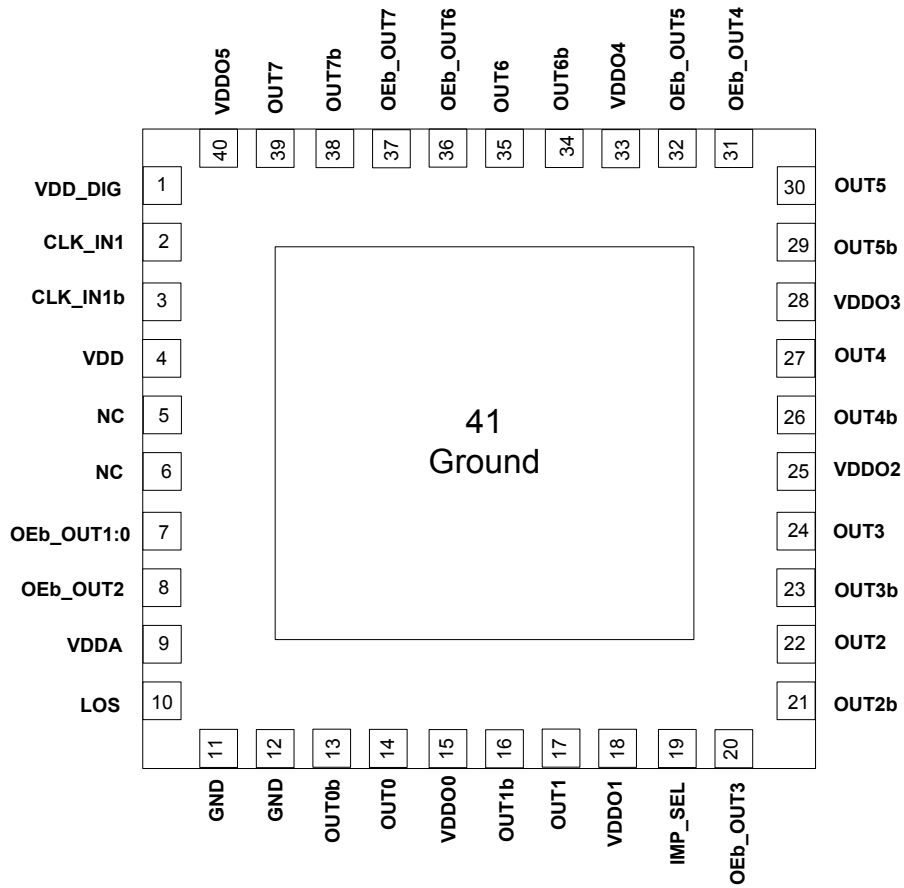 VDDO5
OUT7
OUT7b
OEb_OUT7
OEb_OUT6
OUT6
OUT6b
VDDO4
OEb_OUT5
OEb_OUT4
40
39
38
37
36
35
34
33
32
31
VDD_DIG 1
CLK_IN1 2
CLK_IN1b 3
VDD 4
NC 5
NC 6
OEb_OUT1:0 7
OEb_OUT2 8
VDDA 9
LOS 10
41
Ground
30 OUT5
29 OUT5b
28 VDDO3
27 OUT4
26 OUT4b
25 VDDO2
24 OUT3
23 OUT3b
22 OUT2
21 OUT2b
11
12
13
14
15
16
17
18
19
20
GND
GND
OUT0b
OUT0
VDDO0
OUT1b
OUT1
VDDO1
IMP_SEL
OEb_OUT3